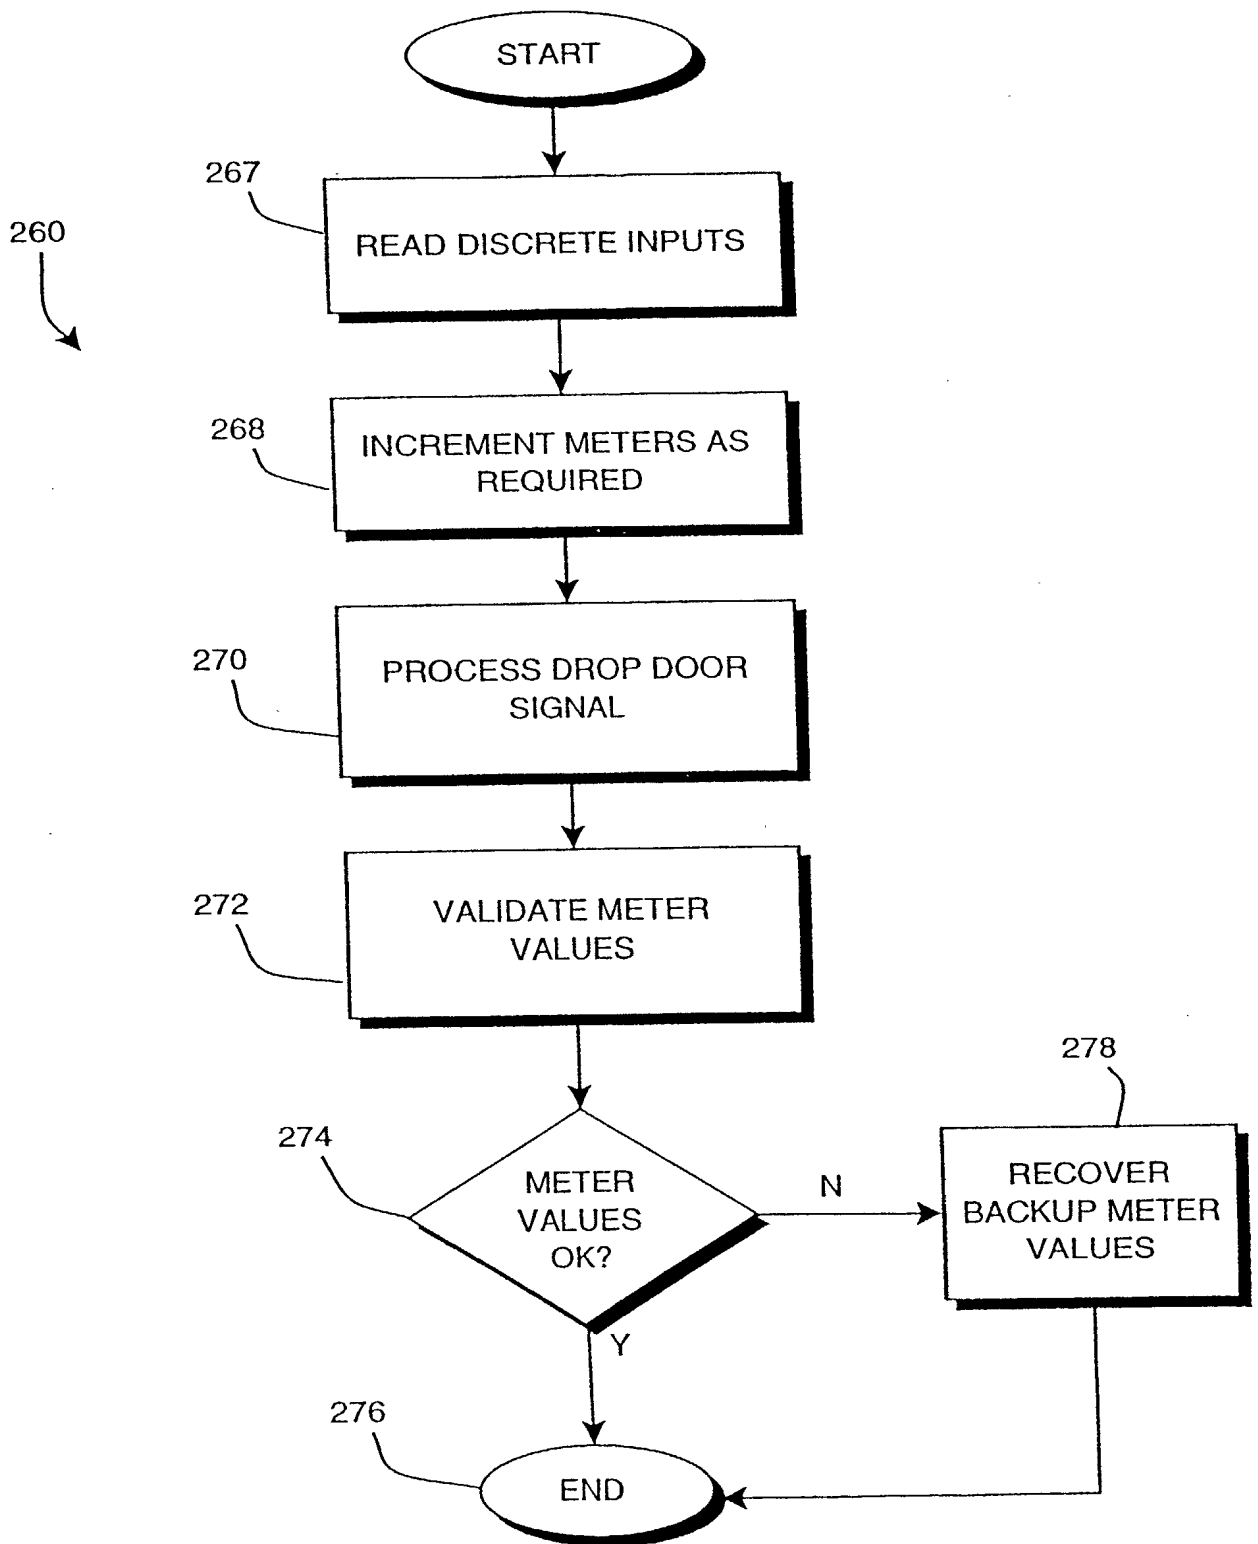 START
267
READ DISCRETE INPUTS
260
268
INCREMENT METERS AS
REQUIRED
270
PROCESS DROP DOOR
SIGNAL
272
VALIDATE METER
VALUES
278
274
METER
VALUES
OK?
N
RECOVER
BACKUP METER
VALUES
Y
276
END